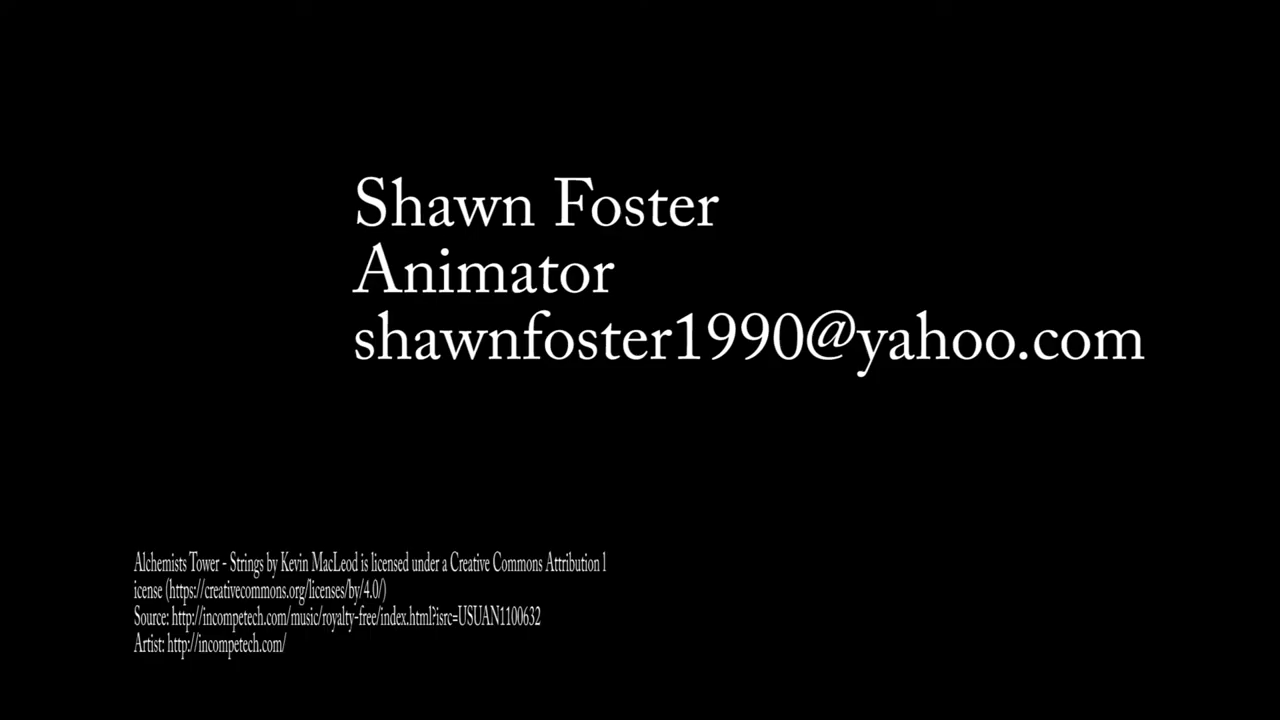 Shawn Foster
Animator
shawnfoster1990@yahoo.com
Alchemists Tower - Strings by Kevin MacLeod is licensed under a Creative Commons Attribution l
icense (https://creativecommons.org/licenses/by/4.0/)
Source: http://incompetech.com/music/royalty-free/index.html?isrc=USUAN1100632
Artist: http://incompetech.com/